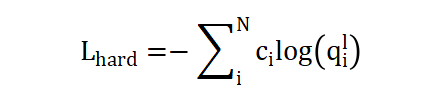 L_hard = − ∑_i^N c_i log(q_i^l)